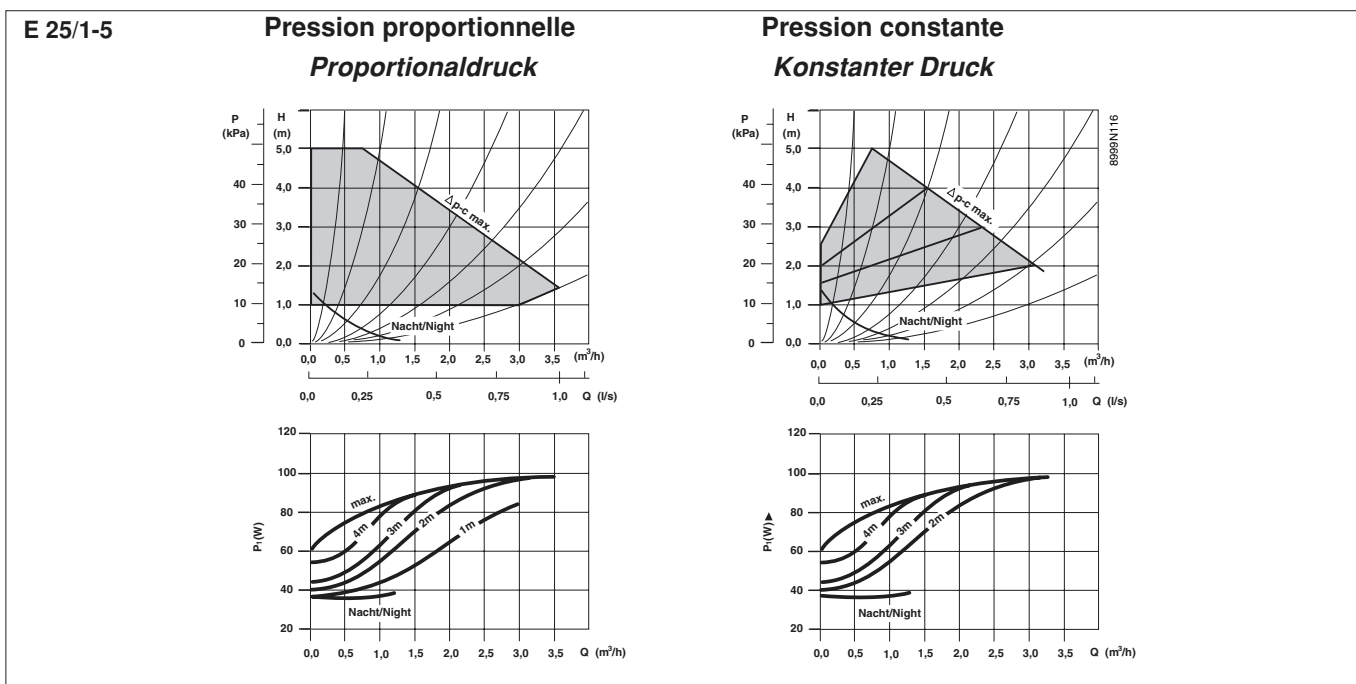 E 25/1-5
Pression proportionnelle
Proportionaldruck
P
(kPa)
H
(m)
5,0
4,0
3,0
2,0
1,0
0,0
40
30
20
10
0
Δp-c max.
Nacht/Night
0,0 0,5 1,0 1,5 2,0 2,5 3,0 3,5 (m³/h)
0,0 0,25 0,5 0,75 1,0 Q (l/s)
120
100
80
60
40
20
P₁(W)
max.
4m
3m
2m
1m
Nacht/Night
0,0 0,5 1,0 1,5 2,0 2,5 3,0 3,5 Q (m³/h)
Pression constante
Konstanter Druck
P
(kPa)
H
(m)
5,0
4,0
3,0
2,0
1,0
0,0
40
30
20
10
0
Δp-c max.
Nacht/Night
8999N116
0,0 0,5 1,0 1,5 2,0 2,5 3,0 3,5 (m³/h)
0,0 0,25 0,5 0,75 1,0 Q (l/s)
120
100
80
60
40
20
P₁(W)▲
max.
4m
3m
2m
Nacht/Night
0,0 0,5 1,0 1,5 2,0 2,5 3,0 3,5 Q (m³/h)